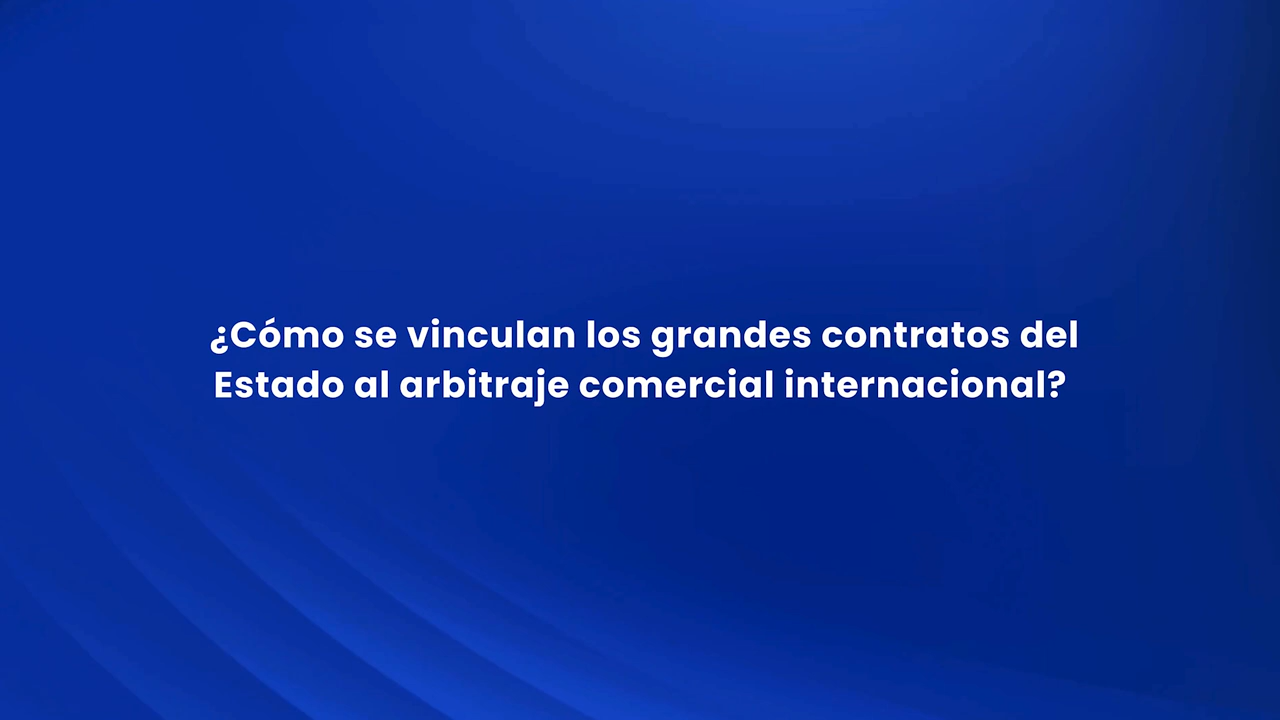 ¿Cómo se vinculan los grandes contratos del
Estado al arbitraje comercial internacional?